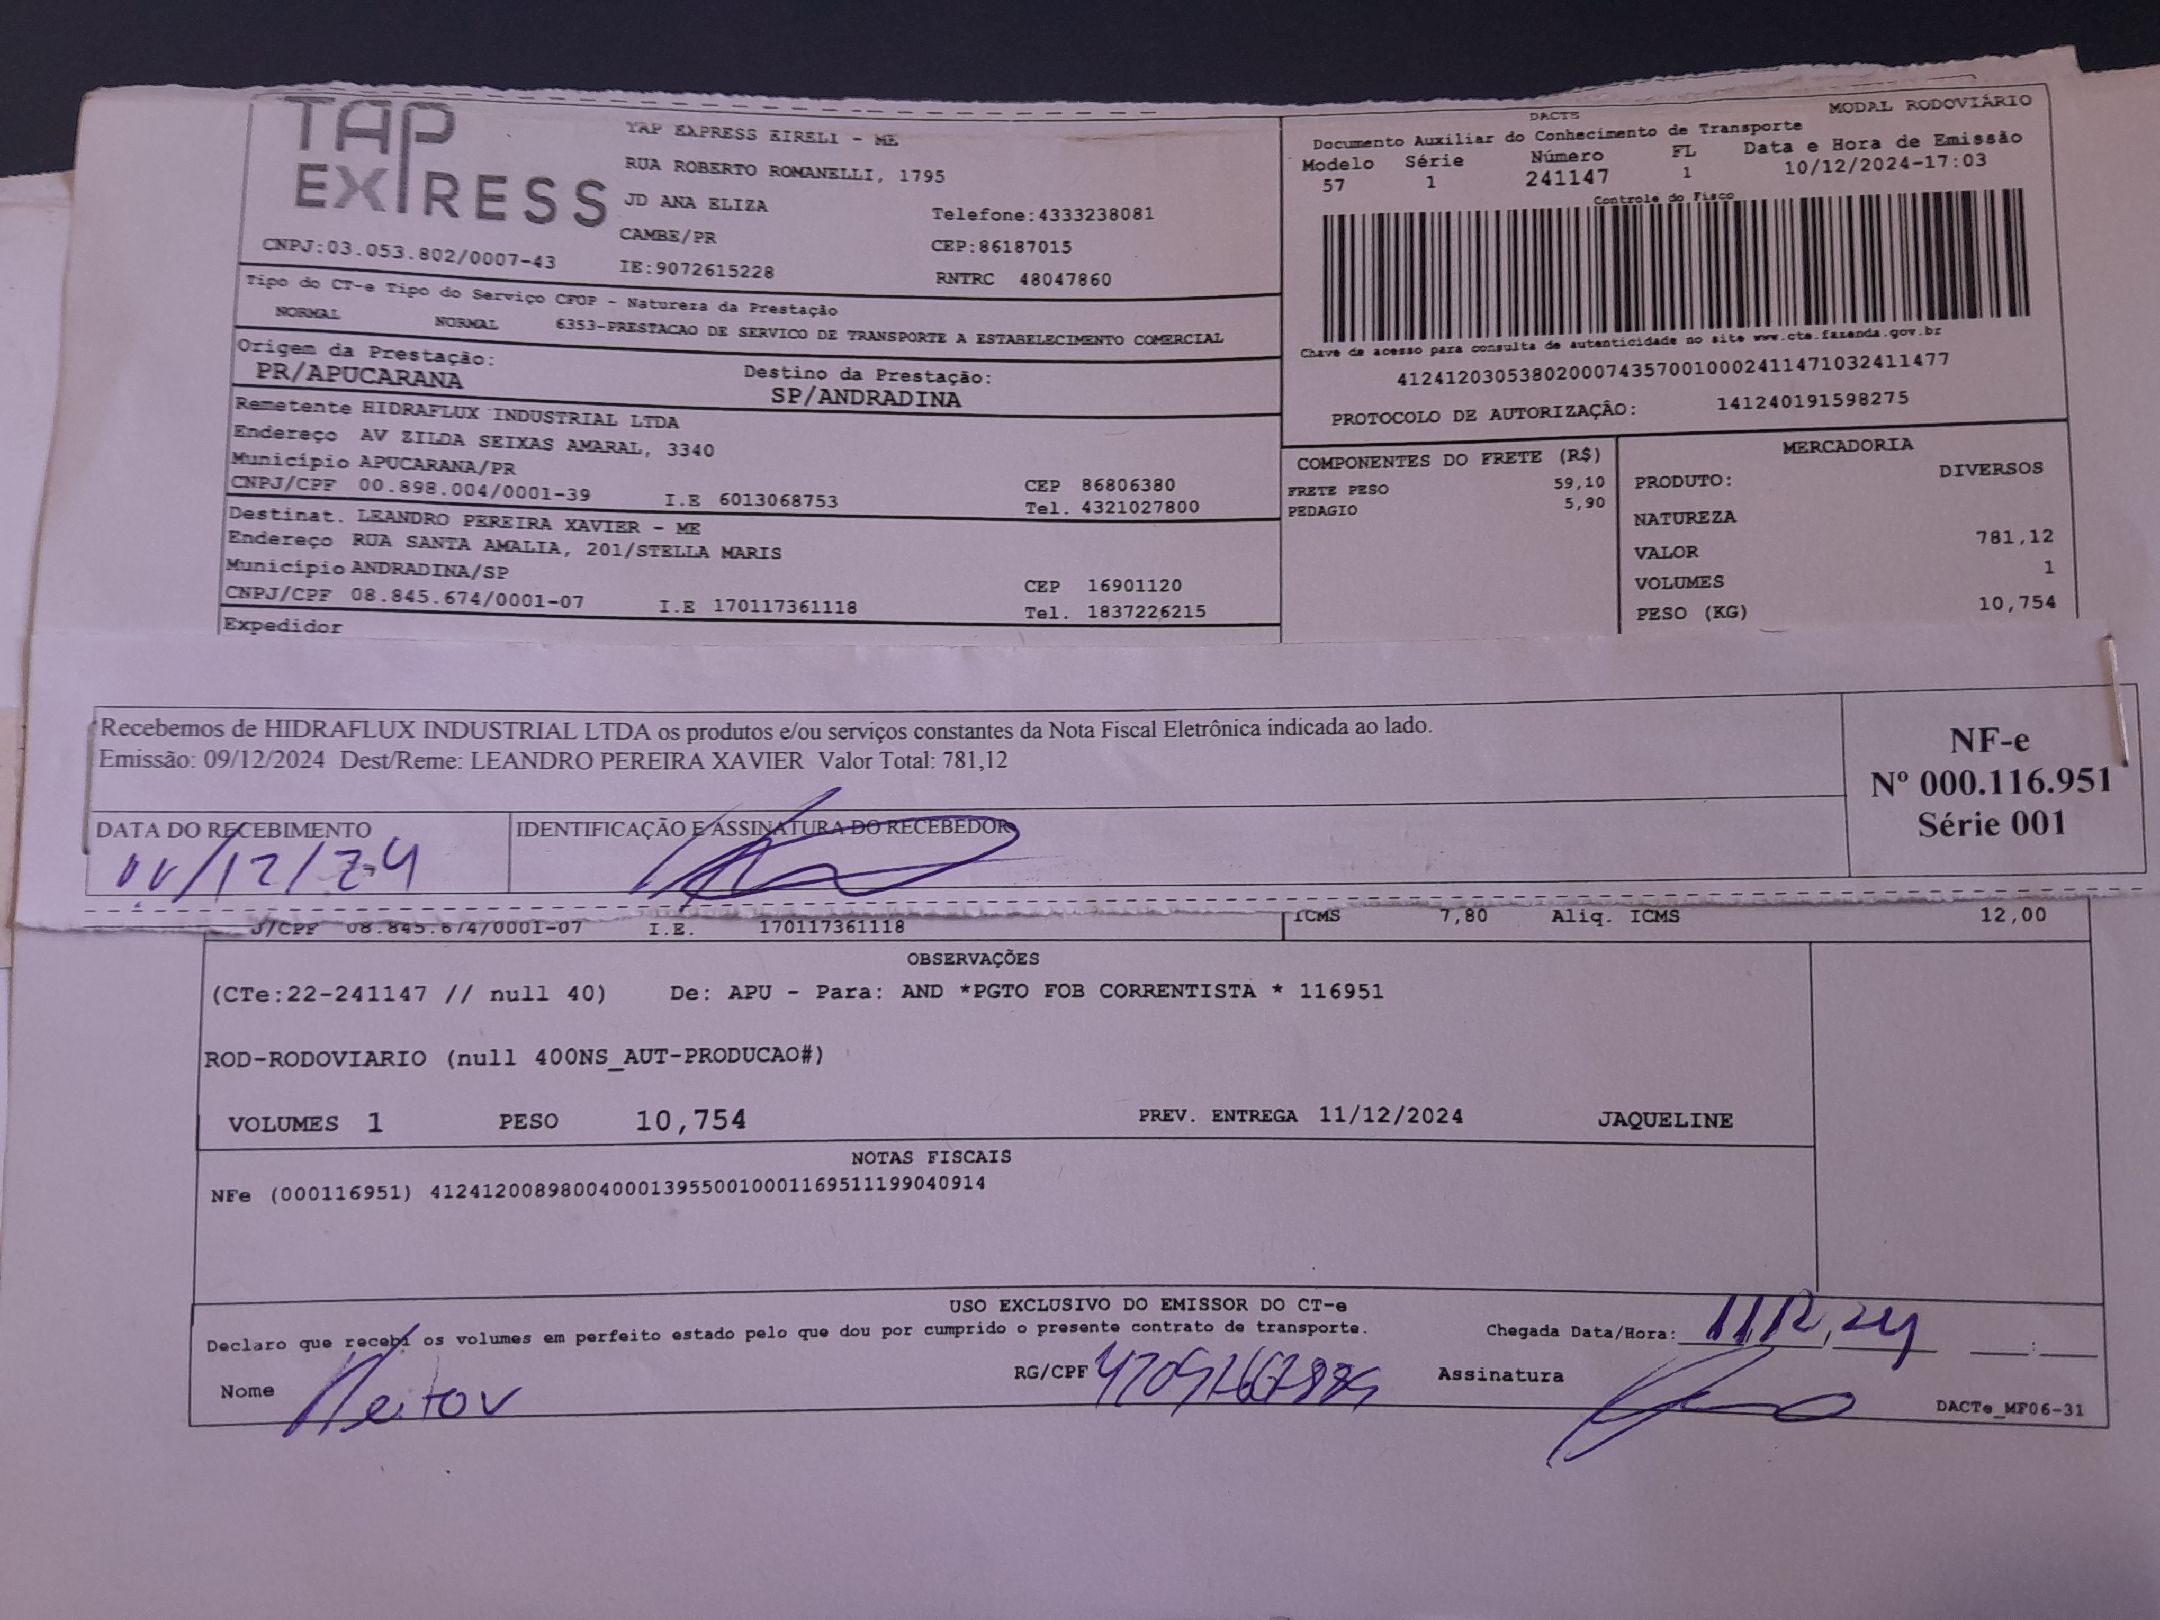 TAP
EXPRESS
CNPJ:03.053.802/0007-43
TAP EXPRESS EIRELI - ME
RUA ROBERTO ROMANELLI, 1795
JD ANA ELIZA
Telefone:4333238081
CAMBE/PR
CEP:86187015
IE:9072615228
RNTRC 48047860
DACTE
MODAL RODOVIÁRIO
Documento Auxiliar do Conhecimento de Transporte
Modelo Série Número FL Data e Hora de Emissão
57 1 241147 1 10/12/2024-17:03
Controle do Fisco
Chave de acesso para consulta de autenticidade no site www.cte.fazenda.gov.br
41241203053802000743570010002411471032411477
PROTOCOLO DE AUTORIZAÇÃO: 141240191598275
Tipo do CT-e Tipo do Serviço CFOP - Natureza da Prestação
NORMAL NORMAL 6353-PRESTACAO DE SERVICO DE TRANSPORTE A ESTABELECIMENTO COMERCIAL
Origem da Prestação: Destino da Prestação:
PR/APUCARANA SP/ANDRADINA
Remetente HIDRAFLUX INDUSTRIAL LTDA
Endereço AV ZILDA SEIXAS AMARAL, 3340
Município APUCARANA/PR CEP 86806380
CNPJ/CPF 00.898.004/0001-39 I.E 6013068753 Tel. 4321027800
Destinat. LEANDRO PEREIRA XAVIER - ME
Endereço RUA SANTA AMALIA, 201/STELLA MARIS
Município ANDRADINA/SP CEP 16901120
CNPJ/CPF 08.845.674/0001-07 I.E 170117361118 Tel. 1837226215
Expedidor
COMPONENTES DO FRETE (R$)
FRETE PESO 59,10
PEDAGIO 5,90
MERCADORIA
PRODUTO: DIVERSOS
NATUREZA
VALOR 781,12
VOLUMES 1
PESO (KG) 10,754
Recebemos de HIDRAFLUX INDUSTRIAL LTDA os produtos e/ou serviços constantes da Nota Fiscal Eletrônica indicada ao lado.
Emissão: 09/12/2024 Dest/Reme: LEANDRO PEREIRA XAVIER Valor Total: 781,12
DATA DO RECEBIMENTO
IDENTIFICAÇÃO E ASSINATURA DO RECEBEDOR
NF-e
Nº 000.116.951
Série 001
J/CPF 08.845.674/0001-07 I.E. 170117361118
ICMS 7,80 Aliq. ICMS 12,00
OBSERVAÇÕES
(CTe:22-241147 // null 40) De: APU - Para: AND *PGTO FOB CORRENTISTA * 116951
ROD-RODOVIARIO (null 400NS_AUT-PRODUCAO#)
VOLUMES 1 PESO 10,754 PREV. ENTREGA 11/12/2024 JAQUELINE
NOTAS FISCAIS
NFe (000116951) 41241200898004000139550010001169511199040914
USO EXCLUSIVO DO EMISSOR DO CT-e
Declaro que recebi os volumes em perfeito estado pelo que dou por cumprido o presente contrato de transporte.
Chegada Data/Hora: 11,12,24
Nome Heitor RG/CPF Assinatura
DACTe_MF06-31